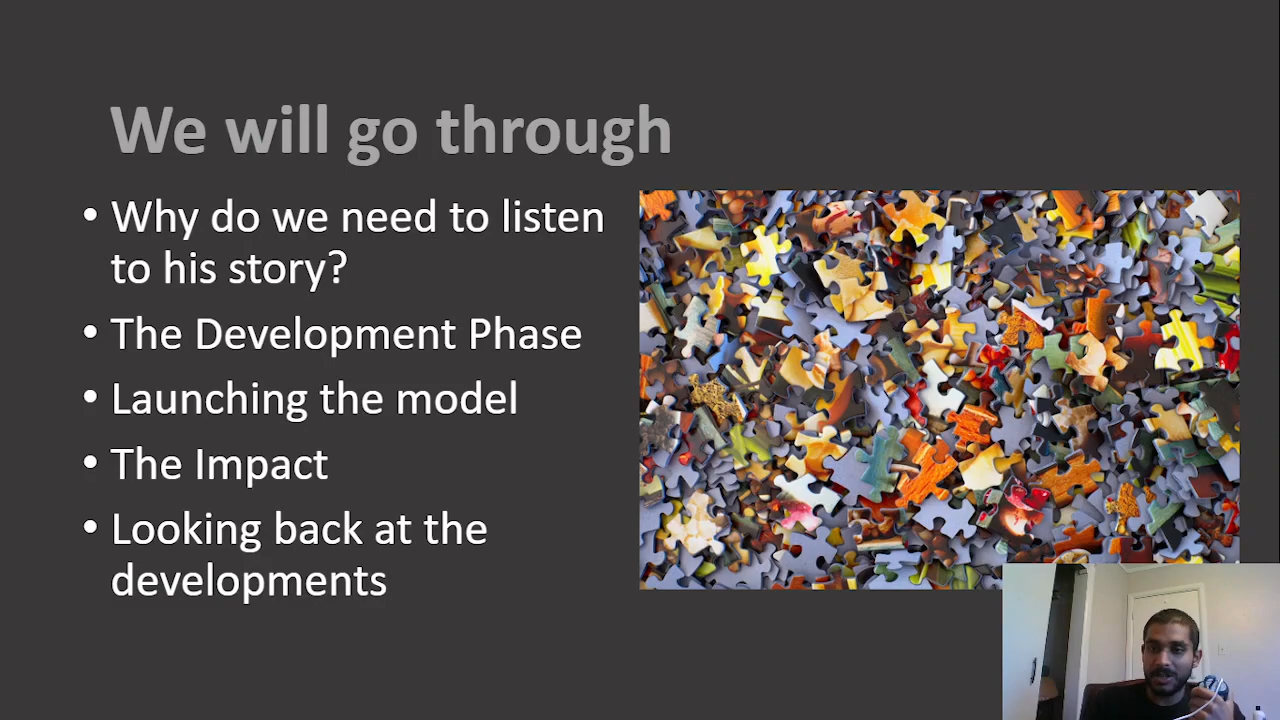 We will go through
• Why do we need to listen
to his story?
• The Development Phase
• Launching the model
• The Impact
• Looking back at the
developments